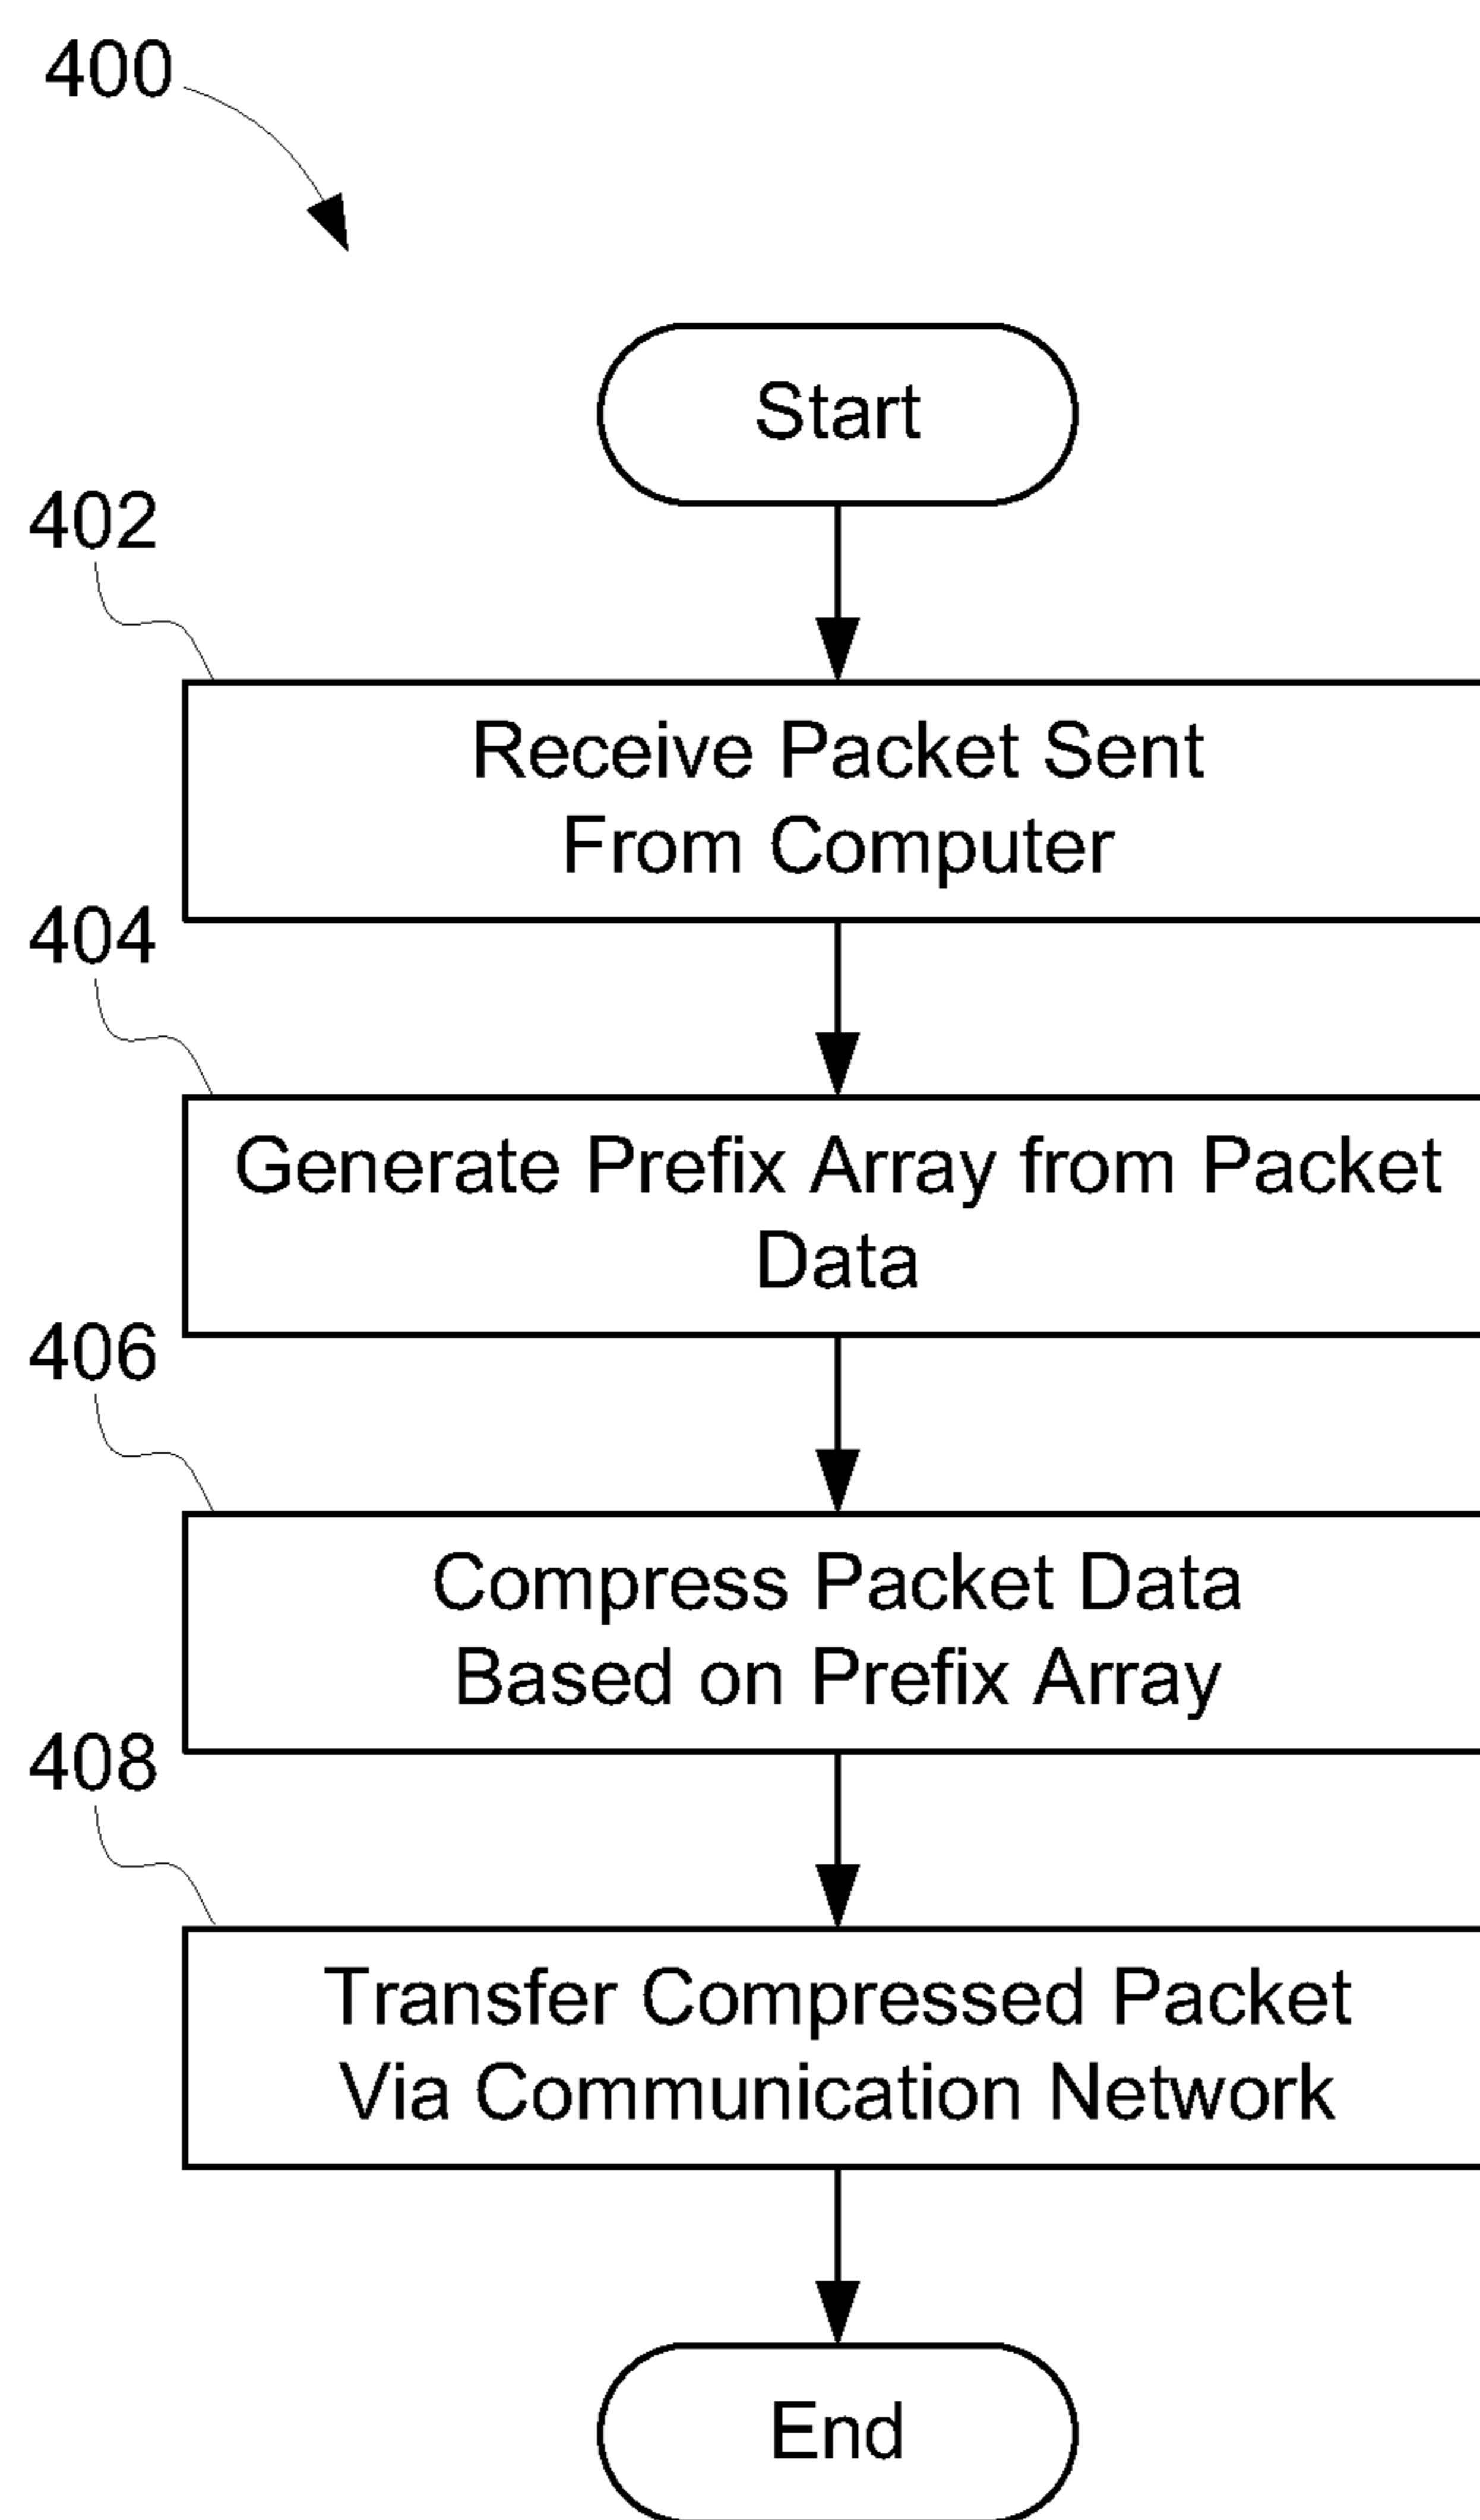 400
Start
402
Receive Packet Sent
From Computer
404
Generate Prefix Array from Packet
Data
406
Compress Packet Data
Based on Prefix Array
408
Transfer Compressed Packet
Via Communication Network
End